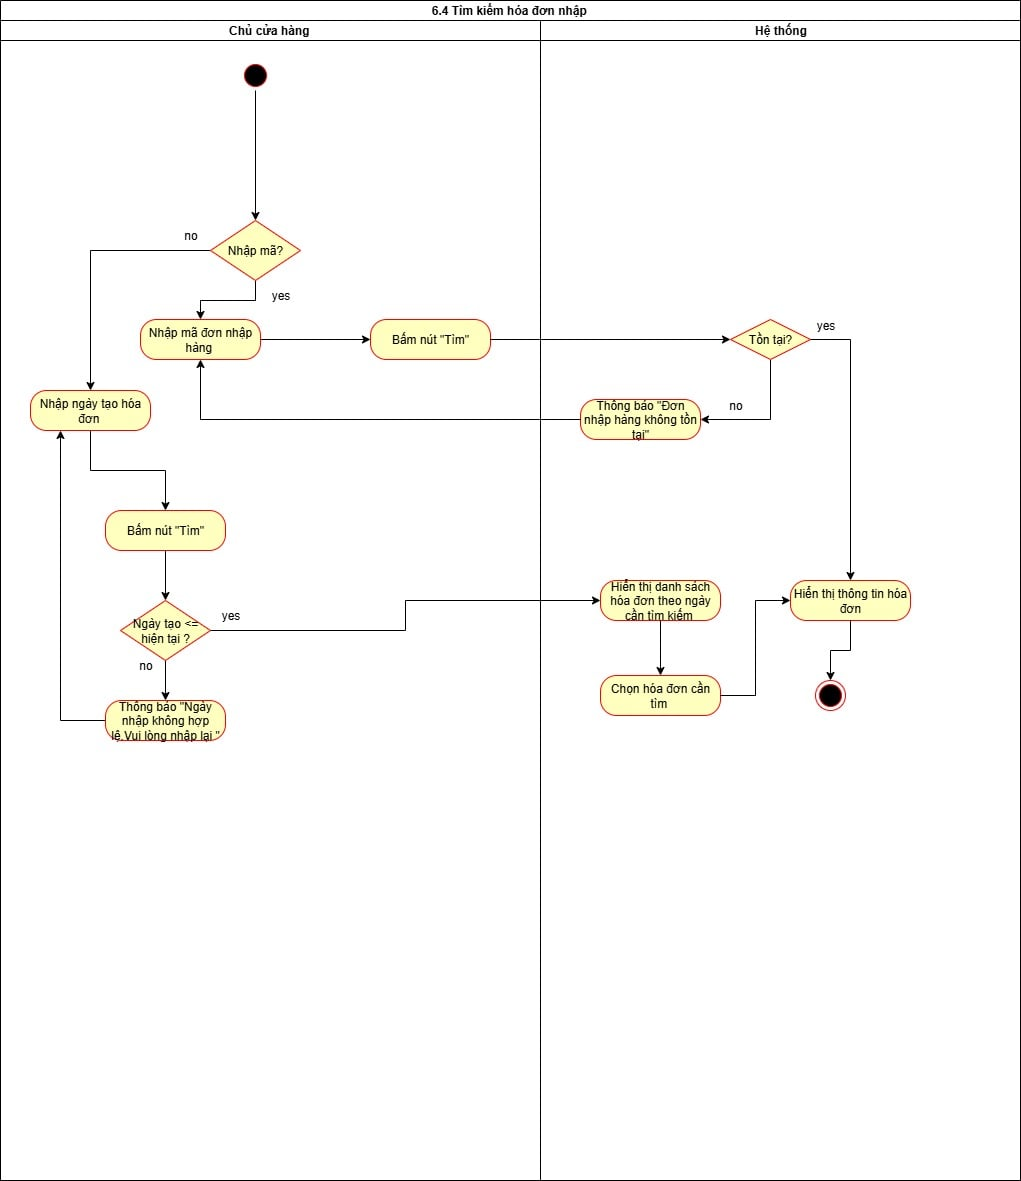 6.4 Tìm kiếm hóa đơn nhập
Chủ cửa hàng
Hệ thống
no
Nhập mã?
yes
Nhập mã đơn nhập
hàng
Bấm nút "Tìm"
Tồn tại?
yes
no
Thông báo "Đơn
nhập hàng không tồn
tại"
Nhập ngày tạo hóa
đơn
Bấm nút "Tìm"
Ngày tạo <=
hiện tại ?
yes
no
Thông báo "Ngày
nhập không hợp
lệ.Vui lòng nhập lại "
Hiển thị danh sách
hóa đơn theo ngày
cần tìm kiếm
Hiển thị thông tin hóa
đơn
Chọn hóa đơn cần
tìm